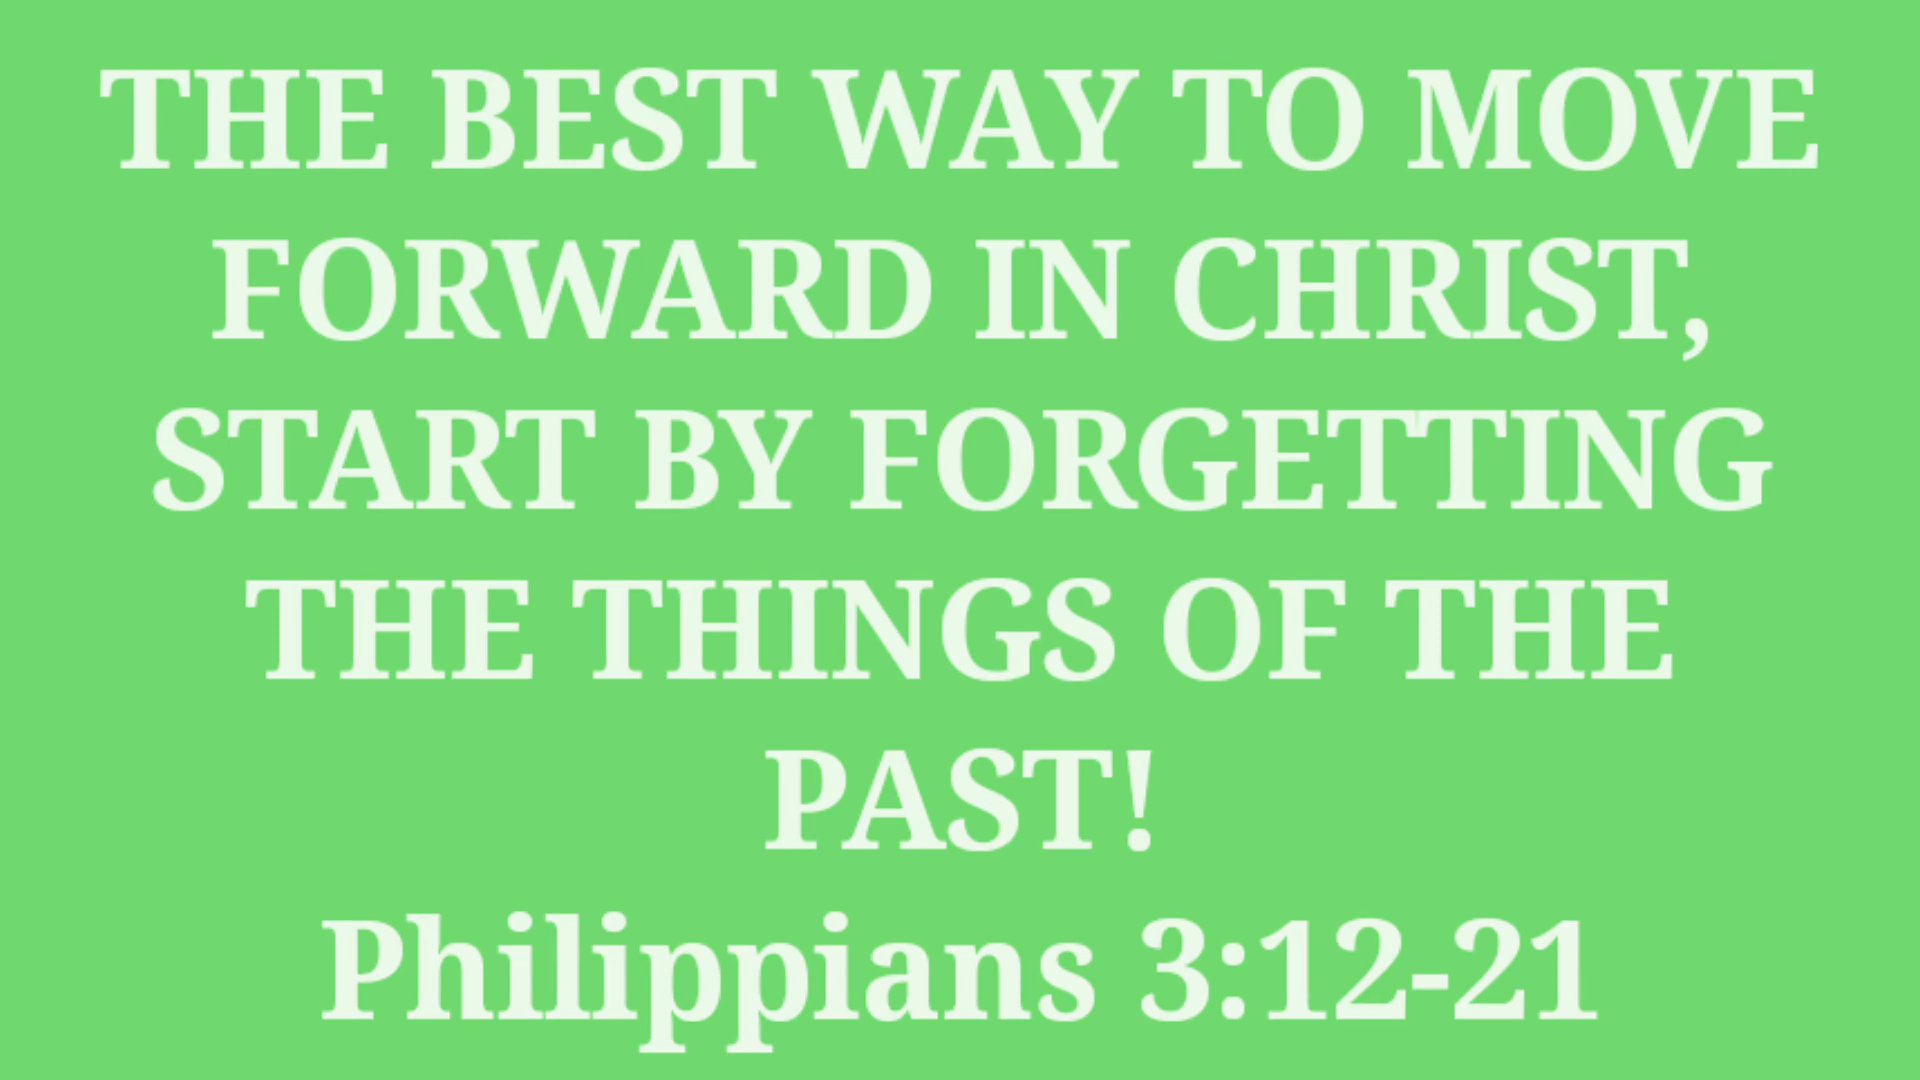 THE BEST WAY TO MOVE
FORWARD IN CHRIST,
START BY FORGETTING
THE THINGS OF THE
PAST!
Philippians 3:12-21